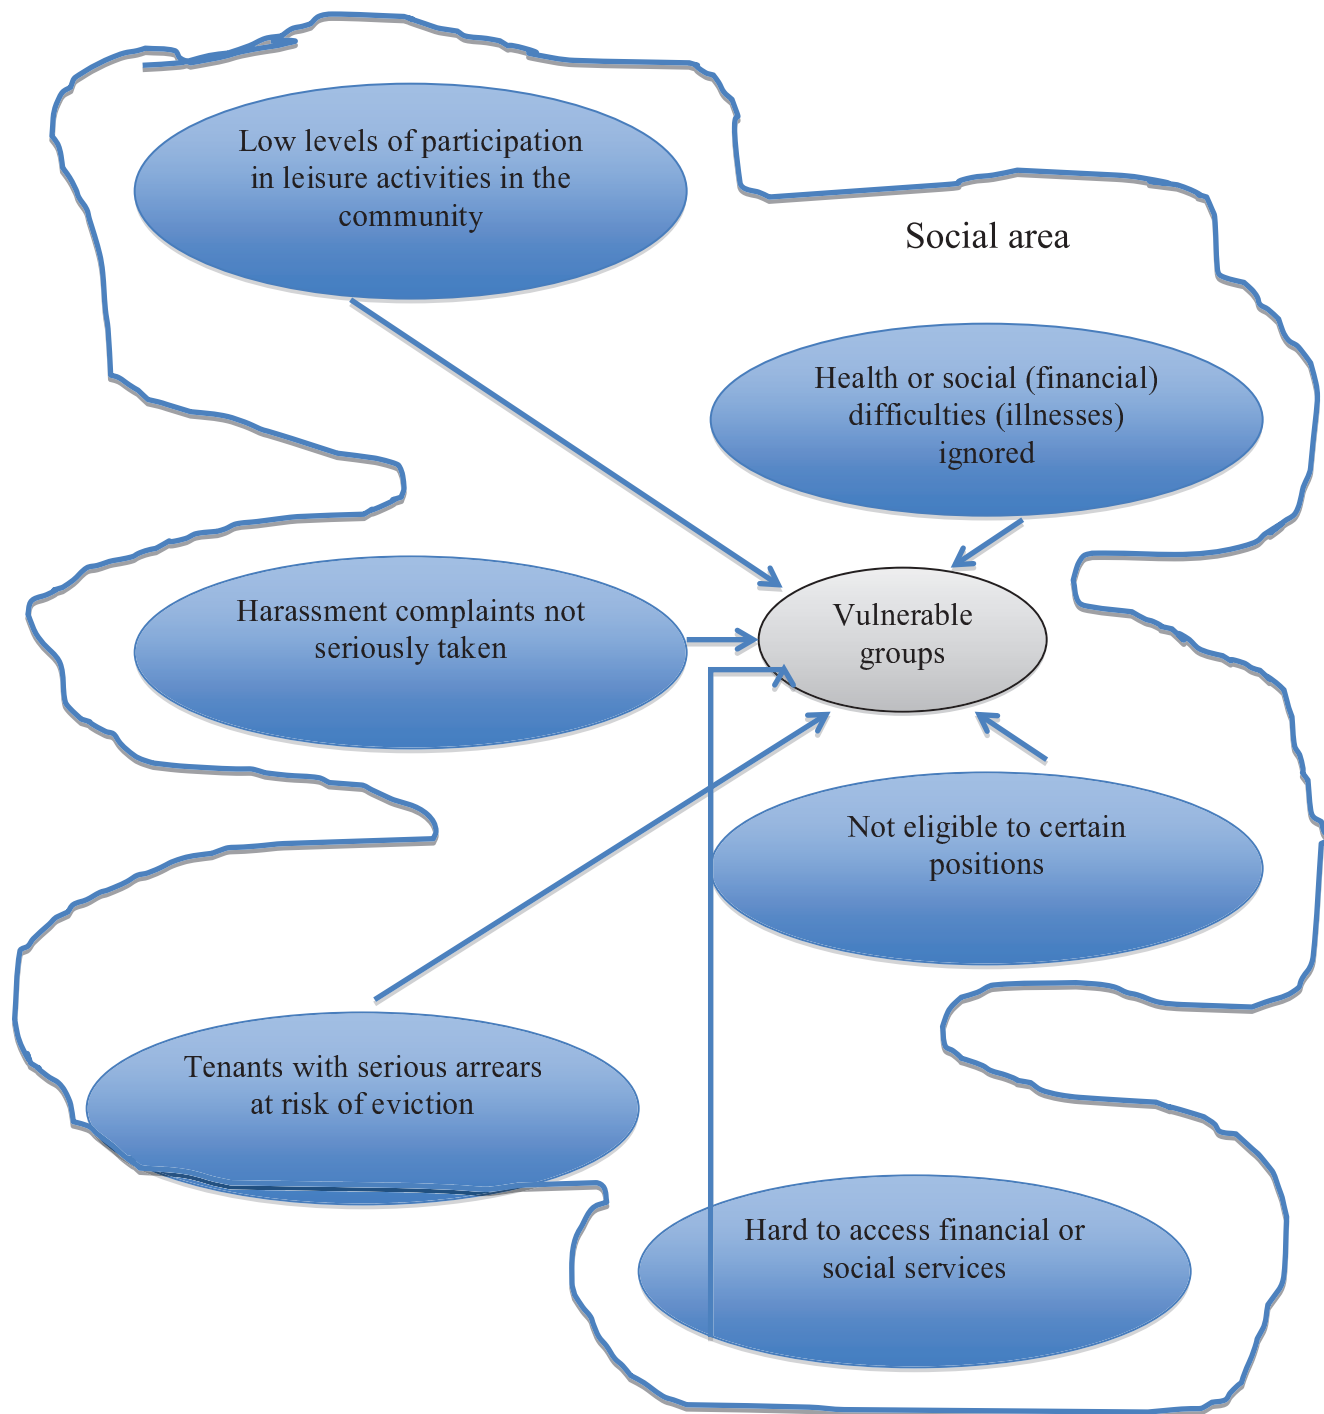 Low levels of participation
in leisure activities in the
community
Social area
Health or social (financial)
difficulties (illnesses)
ignored
Harassment complaints not
seriously taken
Vulnerable
groups
Not eligible to certain
positions
Tenants with serious arrears
at risk of eviction
Hard to access financial or
social services